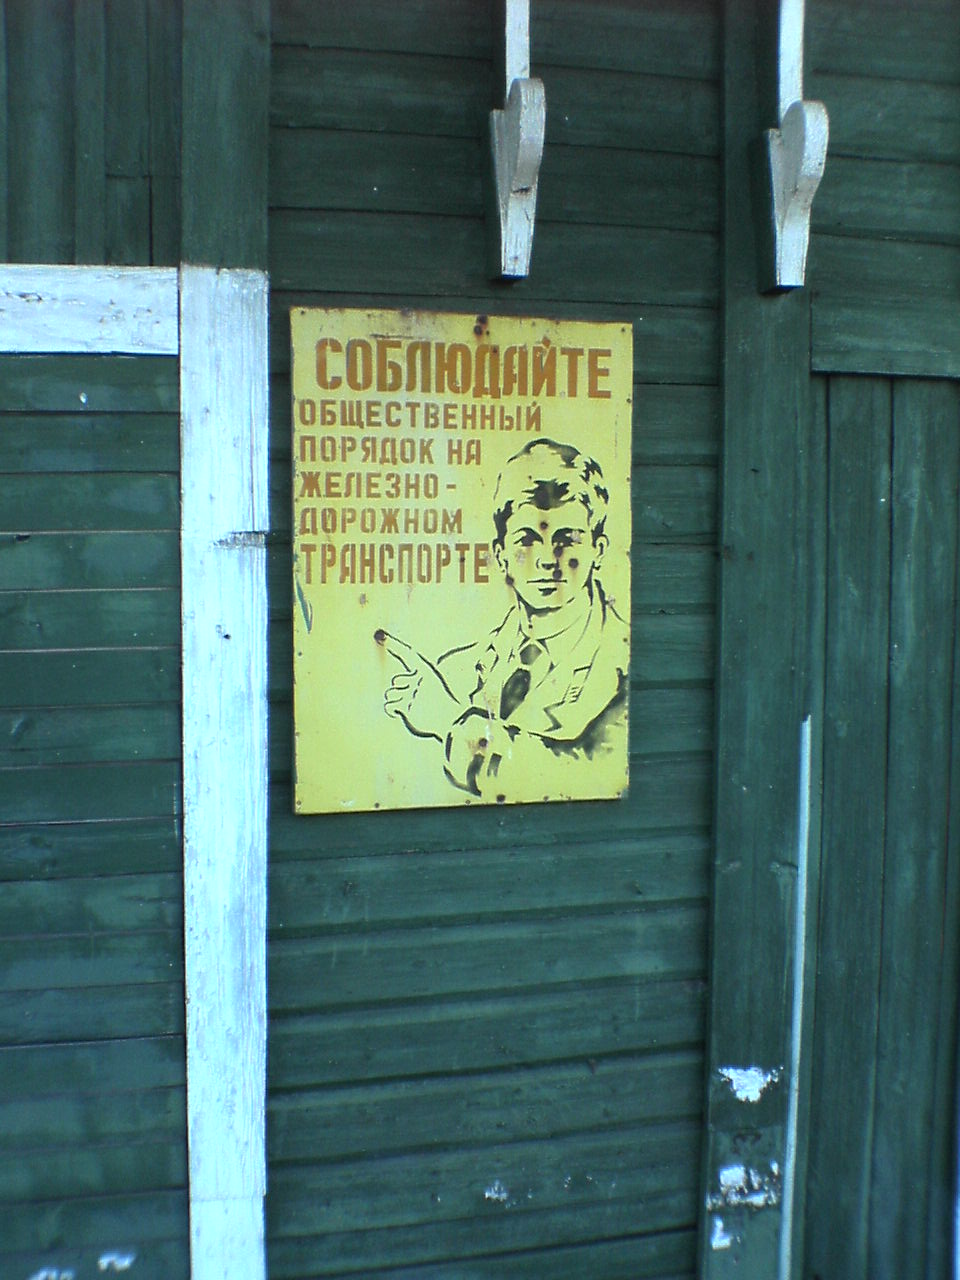 СОБЛЮДАЙТЕ
ОБЩЕСТВЕННЫЙ
ПОРЯДОК НА
ЖЕЛЕЗНО-
ДОРОЖНОМ
ТРАНСПОРТЕ